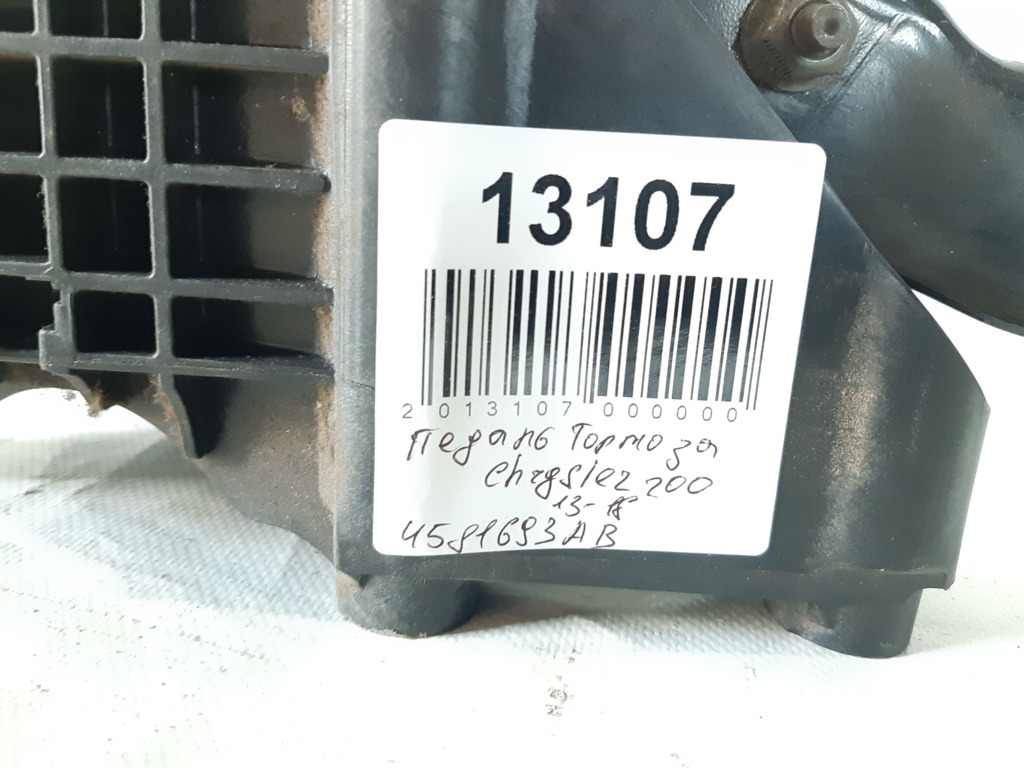 13107
2 013107 000000
Педаль Тормоза
Chrysler 200
13-18
4581693AB